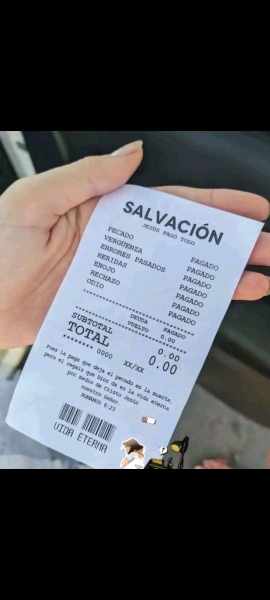 SALVACIÓN
JESÚS PAGÓ TODO
PECADO PAGADO
VERGÜENZA PAGADO
ERRORES PASADOS PAGADO
HERIDAS PAGADO
ENOJO PAGADO
RECHAZO PAGADO
ODIO PAGADO
DEUDA PAGADO
VUELTO 0.00
SUBTOTAL 0.00
TOTAL 0.00
******* 0000 XX/XX
Pues la paga que deja el pecado es la muerte,
pero el regalo que Dios da es la vida eterna
por medio de Cristo Jesús
nuestro Señor.
ROMANOS 6:23
VIDA ETERNA